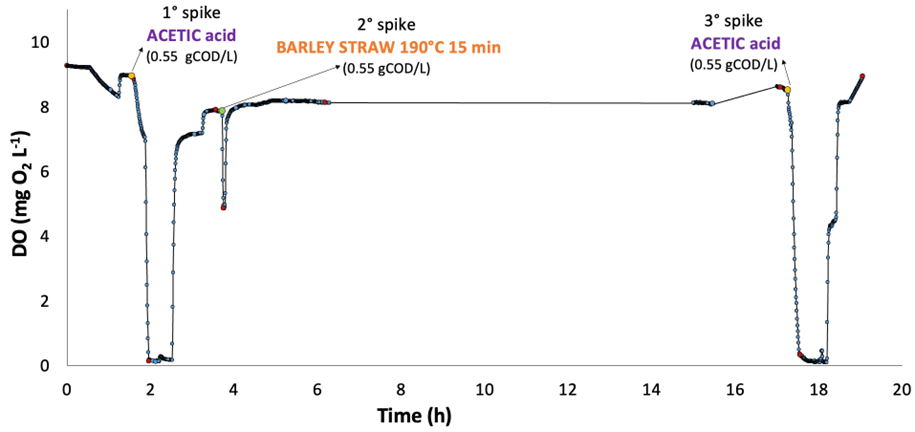 1° spike
ACETIC acid
(0.55 gCOD/L)
2° spike
BARLEY STRAW 190°C 15 min
(0.55 gCOD/L)
3° spike
ACETIC acid
(0.55 gCOD/L)
DO (mg O₂ L⁻¹)
10
8
6
4
2
0
0 2 4 6 8 10 12 14 16 18 20
Time (h)